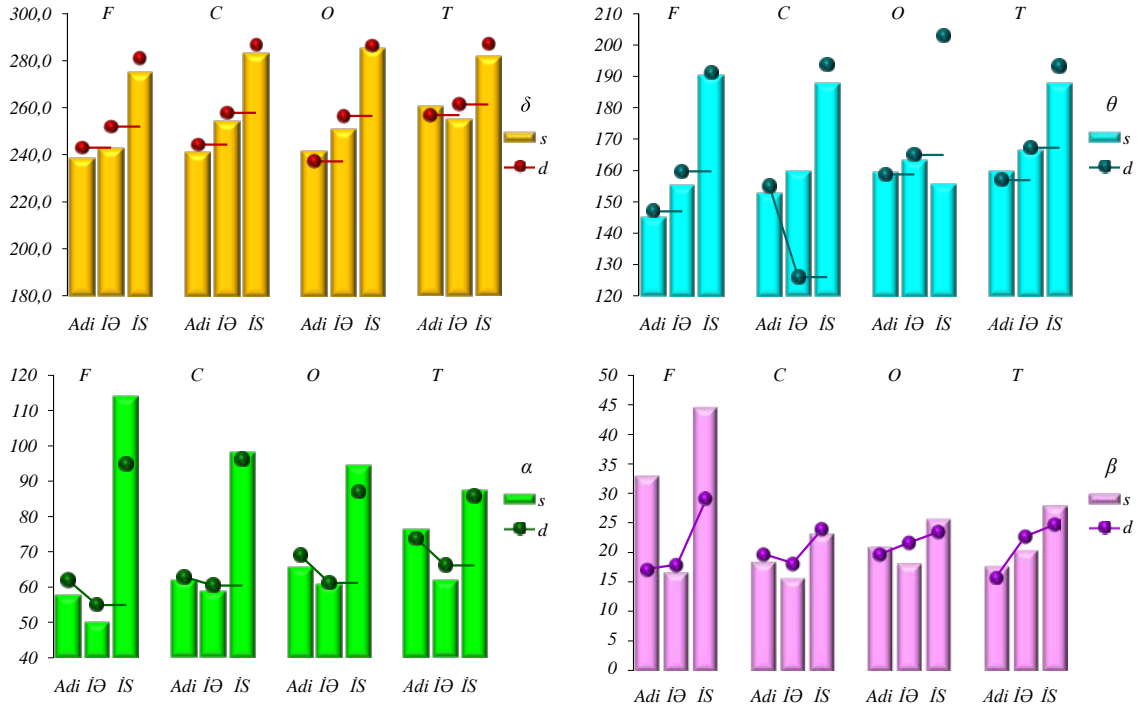 F C O T
300,0
280,0
260,0
240,0
220,0
200,0
180,0
δ
s
d
Adi İƏ İS Adi İƏ İS Adi İƏ İS Adi İƏ İS
F C O T
210
200
190
180
170
160
150
140
130
120
θ
s
d
Adi İƏ İS Adi İƏ İS Adi İƏ İS Adi İƏ İS
F C O T
120
110
100
90
80
70
60
50
40
α
s
d
Adi İƏ İS Adi İƏ İS Adi İƏ İS Adi İƏ İS
F C O T
50
45
40
35
30
25
20
15
10
5
0
β
s
d
Adi İƏ İS Adi İƏ İS Adi İƏ İS Adi İƏ İS